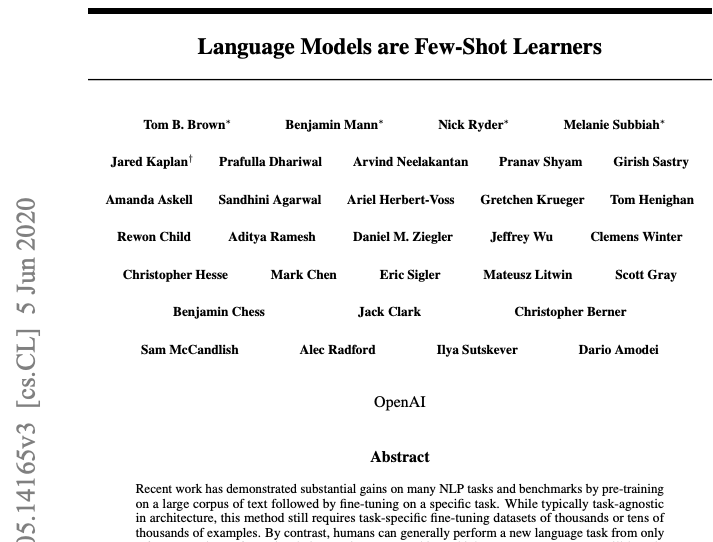 Language Models are Few-Shot Learners
Tom B. Brown∗ Benjamin Mann∗ Nick Ryder∗ Melanie Subbiah∗
Jared Kaplan† Prafulla Dhariwal Arvind Neelakantan Pranav Shyam Girish Sastry
Amanda Askell Sandhini Agarwal Ariel Herbert-Voss Gretchen Krueger Tom Henighan
Rewon Child Aditya Ramesh Daniel M. Ziegler Jeffrey Wu Clemens Winter
Christopher Hesse Mark Chen Eric Sigler Mateusz Litwin Scott Gray
Benjamin Chess Jack Clark Christopher Berner
Sam McCandlish Alec Radford Ilya Sutskever Dario Amodei
OpenAI
Abstract
Recent work has demonstrated substantial gains on many NLP tasks and benchmarks by pre-training
on a large corpus of text followed by fine-tuning on a specific task. While typically task-agnostic
in architecture, this method still requires task-specific fine-tuning datasets of thousands or tens of
thousands of examples. By contrast, humans can generally perform a new language task from only
05.14165v3 [cs.CL] 5 Jun 2020